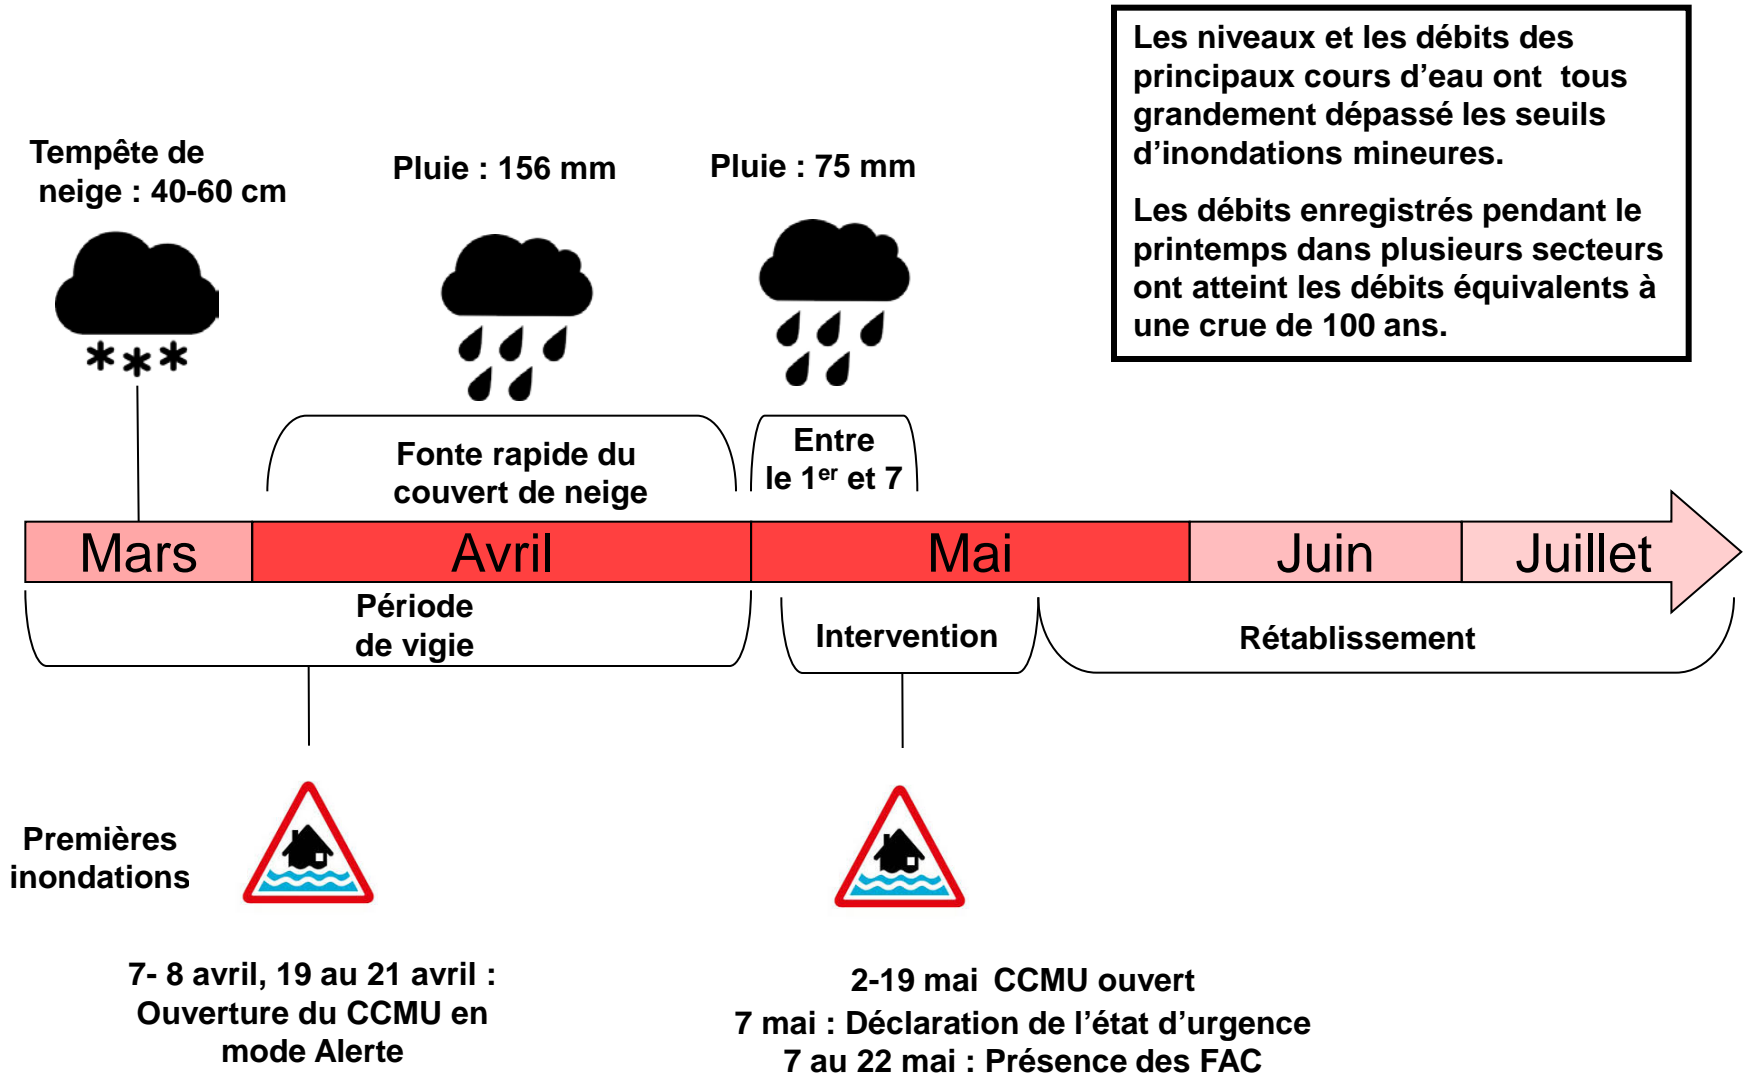 Les niveaux et les débits des
principaux cours d’eau ont tous
grandement dépassé les seuils
d’inondations mineures.
Les débits enregistrés pendant le
printemps dans plusieurs secteurs
ont atteint les débits équivalents à
une crue de 100 ans.
Tempête de
neige : 40-60 cm
Pluie : 156 mm
Pluie : 75 mm
Fonte rapide du
couvert de neige
Entre
le 1er et 7
Mars
Avril
Mai
Juin
Juillet
Période
de vigie
Intervention
Rétablissement
Premières
inondations
7- 8 avril, 19 au 21 avril :
Ouverture du CCMU en
mode Alerte
2-19 mai CCMU ouvert
7 mai : Déclaration de l’état d’urgence
7 au 22 mai : Présence des FAC